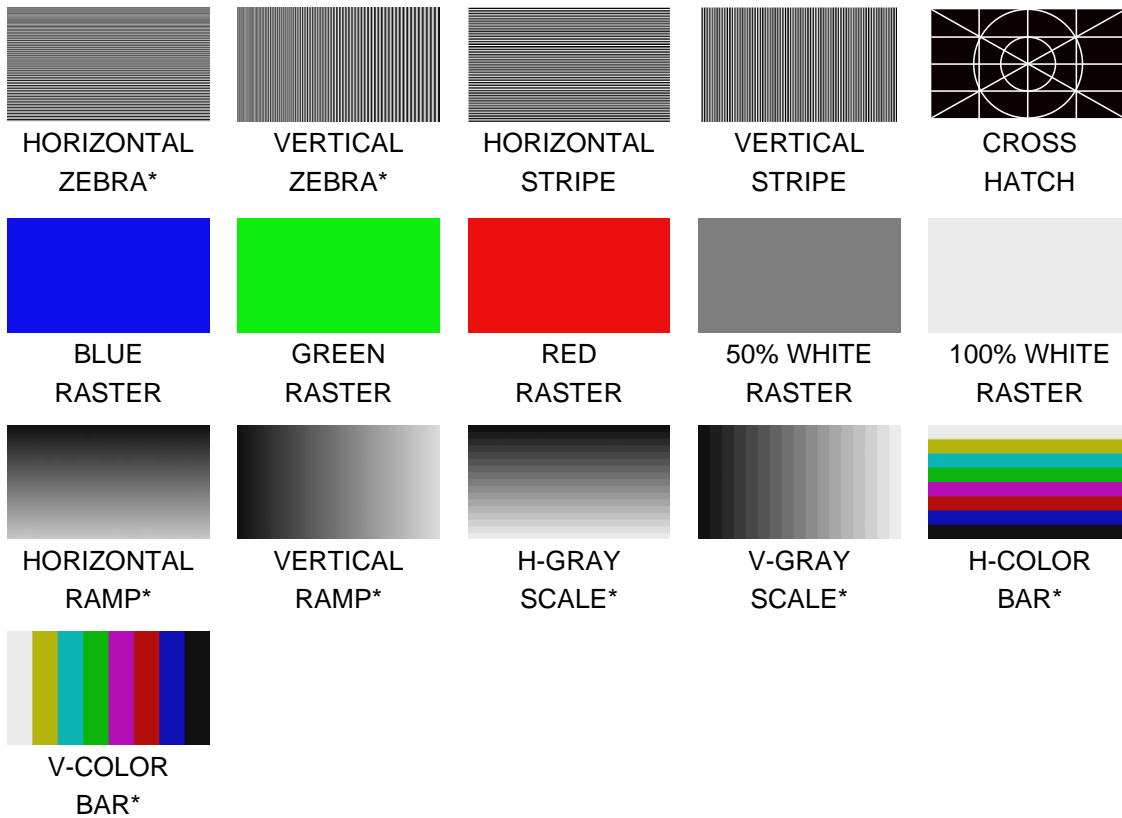 HORIZONTAL
ZEBRA*
VERTICAL
ZEBRA*
HORIZONTAL
STRIPE
VERTICAL
STRIPE
CROSS
HATCH
BLUE
RASTER
GREEN
RASTER
RED
RASTER
50% WHITE
RASTER
100% WHITE
RASTER
HORIZONTAL
RAMP*
VERTICAL
RAMP*
H-GRAY
SCALE*
V-GRAY
SCALE*
H-COLOR
BAR*
V-COLOR
BAR*